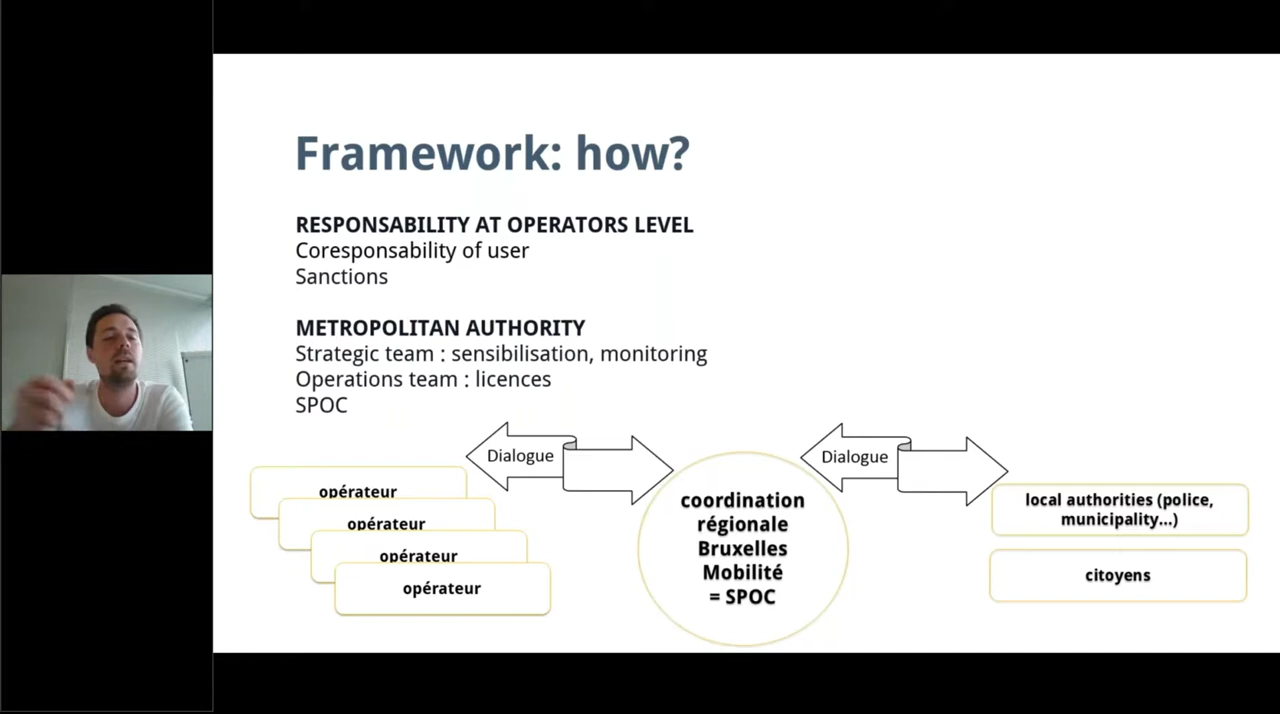 Framework: how?
RESPONSABILITY AT OPERATORS LEVEL
Coresponsability of user
Sanctions
METROPOLITAN AUTHORITY
Strategic team : sensibilisation, monitoring
Operations team : licences
SPOC
Dialogue
Dialogue
opérateur
opérateur
opérateur
opérateur
coordination
régionale
Bruxelles
Mobilité
= SPOC
local authorities (police,
municipality...)
citoyens